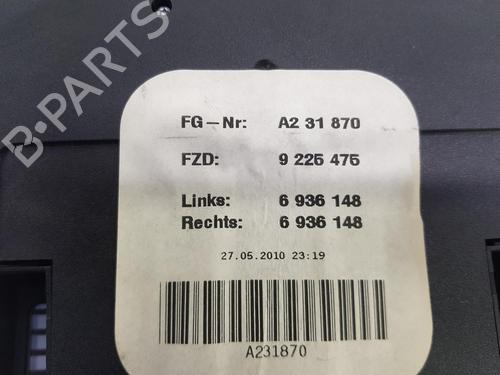 B-PARTS
FG-Nr: A2 31 870
FZD: 9 225 475
Links: 6 936 148
Rechts: 6 936 148
27.05.2010 23:19
A231870